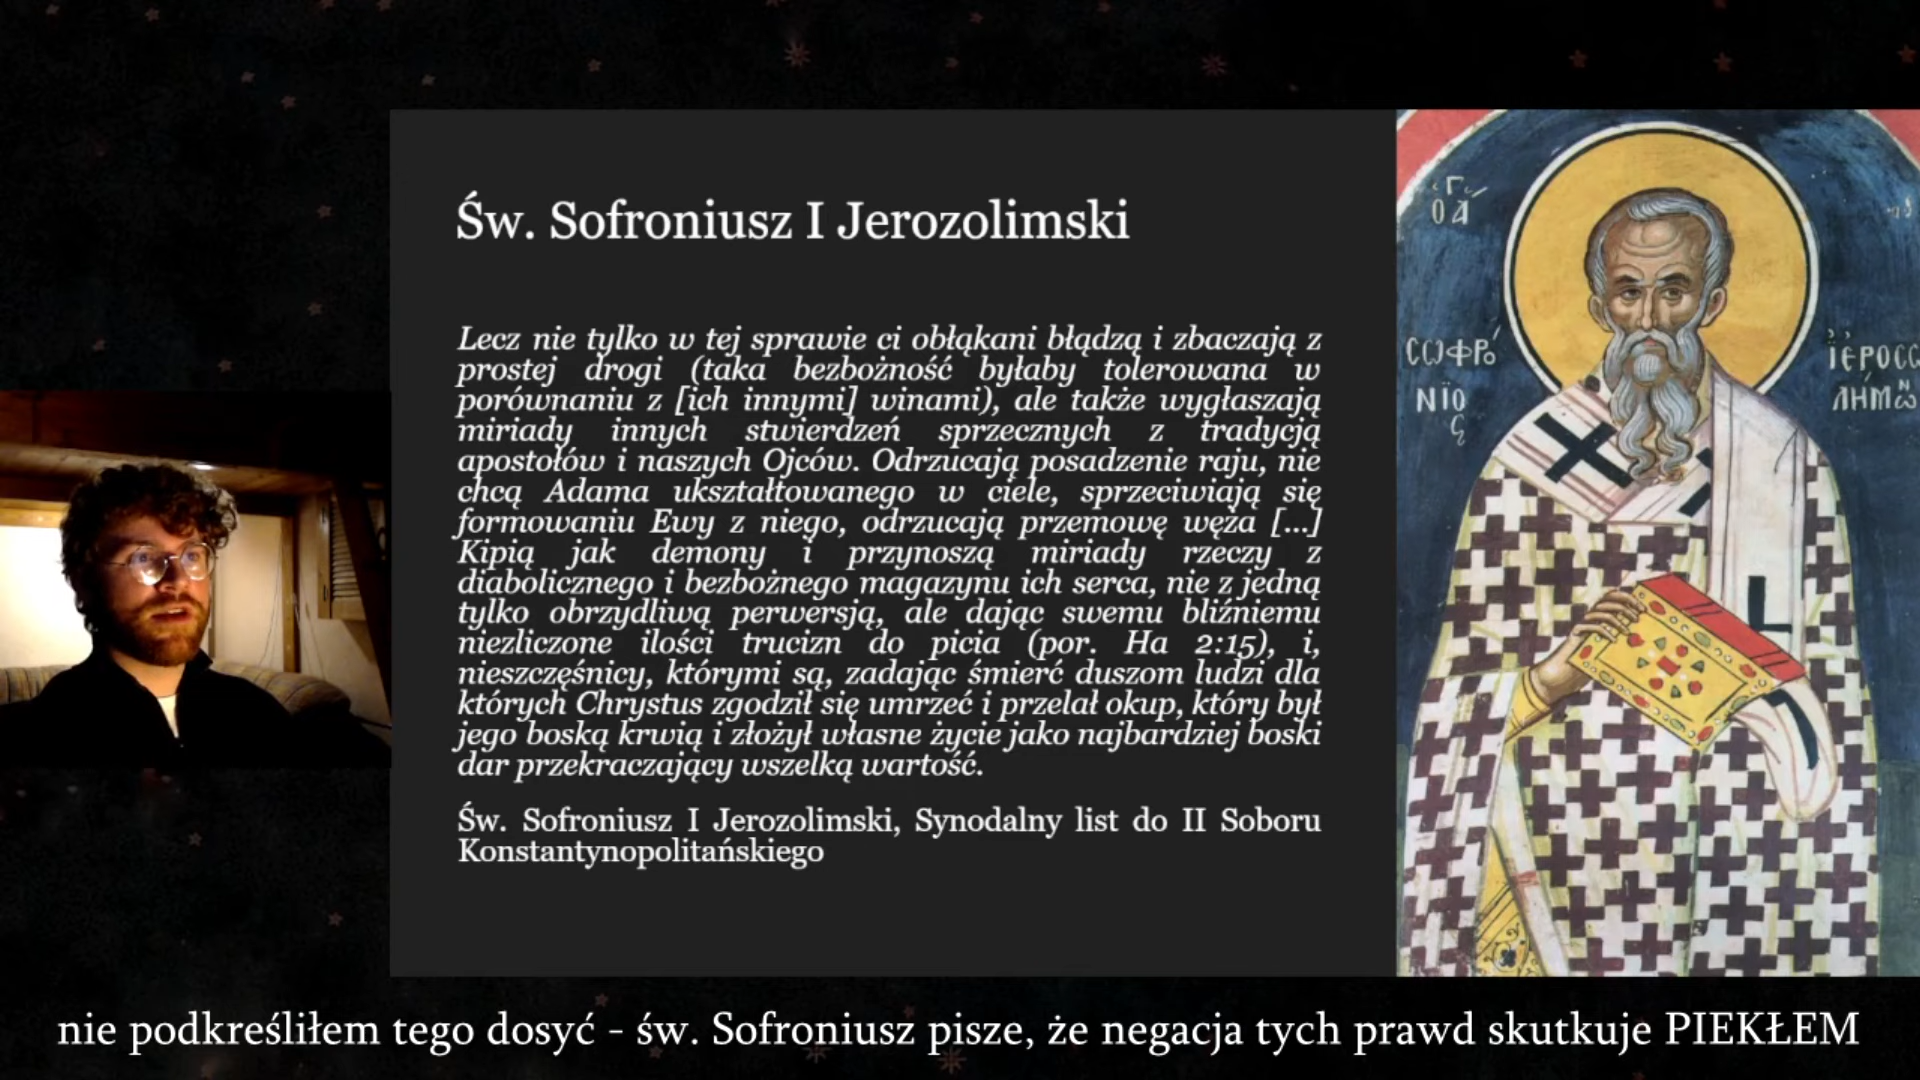 Św. Sofroniusz I Jerozolimski
Lecz nie tylko w tej sprawie ci obłąkani błądzą i zbaczają z
prostej drogi (taka bezbożność byłaby tolerowana w
porównaniu z [ich innymi] winami), ale także wygłaszają
miriady innych stwierdzeń sprzecznych z tradycją
apostołów i naszych Ojców. Odrzucają posadzenie raju, nie
chcą Adama ukształtowanego w ciele, sprzeciwiają się
formowaniu Ewy z niego, odrzucają przemowę węża [...]
Kipią jak demony i przynoszą miriady rzeczy z
diabolicznego i bezbożnego magazynu ich serca, nie z jedną
tylko obrzydliwą perwersją, ale dając swemu bliźniemu
niezliczone ilości trucizn do picia (por. Ha 2:15), i,
nieszczęśnicy, którymi są, zadając śmierć duszom ludzi dla
których Chrystus zgodził się umrzeć i przelał okup, który był
jego boską krwią i złożył własne życie jako najbardziej boski
dar przekraczający wszelką wartość.
Św. Sofroniusz I Jerozolimski, Synodalny list do II Soboru
Konstantynopolitańskiego
CΩΦΡΟ
ΝΪΟ
ς
ἹΕΡΟCΟ
ΛΗΜΩΝ
nie podkreśliłem tego dosyć - św. Sofroniusz pisze, że negacja tych prawd skutkuje PIEKŁEM